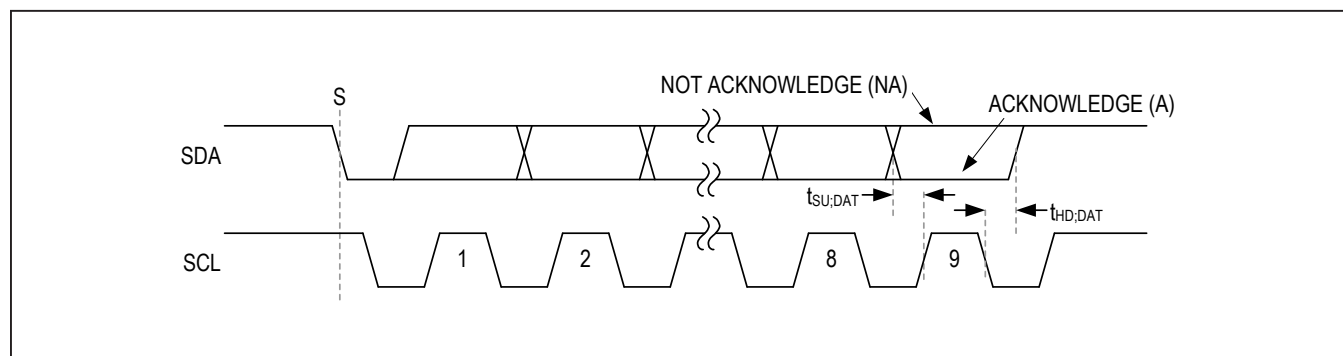 S
NOT ACKNOWLEDGE (NA)
ACKNOWLEDGE (A)
SDA
tSU;DAT
tHD;DAT
SCL
1
2
8
9